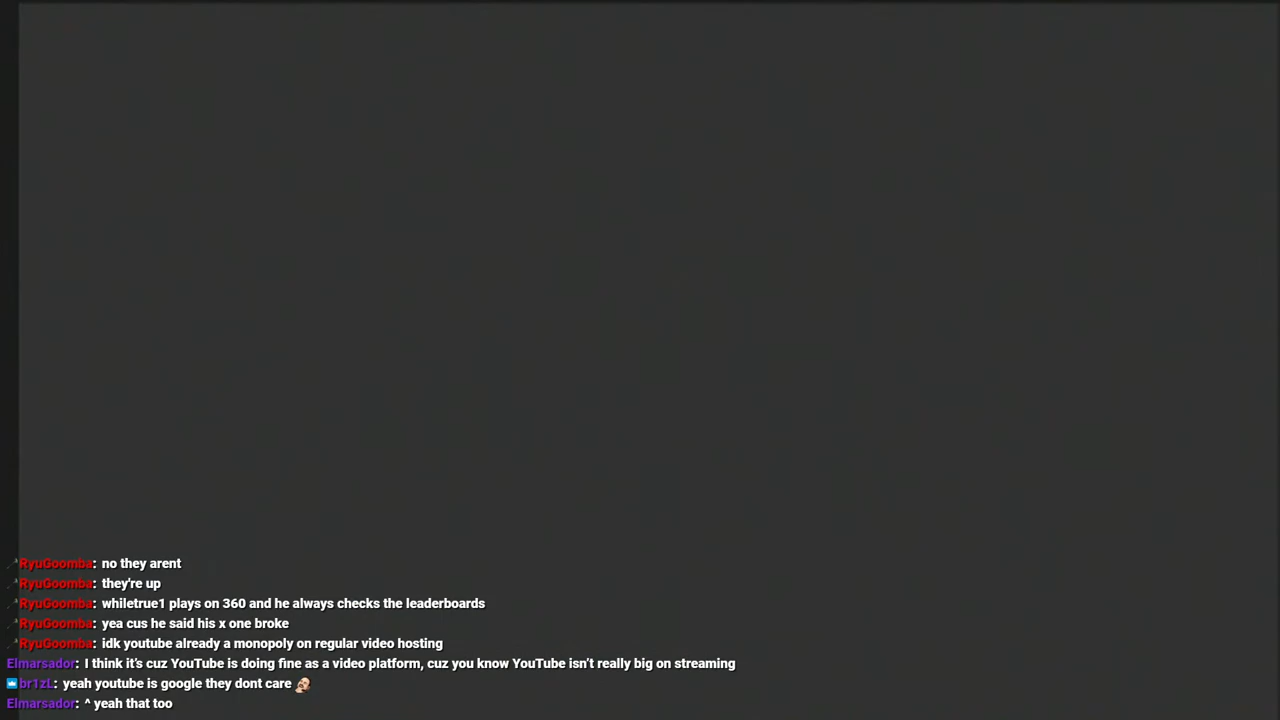 RyuGoomba: no they arent
RyuGoomba: they're up
RyuGoomba: whiletrue1 plays on 360 and he always checks the leaderboards
RyuGoomba: yea cus he said his x one broke
RyuGoomba: idk youtube already a monopoly on regular video hosting
Elmarsador: I think it’s cuz YouTube is doing fine as a video platform, cuz you know YouTube isn’t really big on streaming
br1zL: yeah youtube is google they dont care
Elmarsador: ^ yeah that too